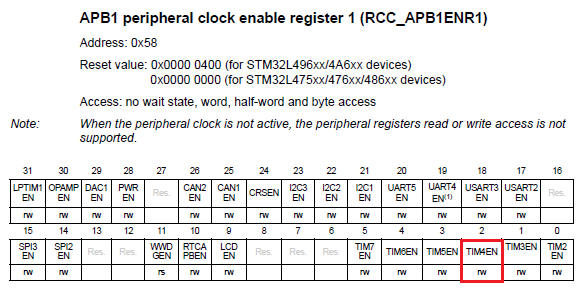 APB1 peripheral clock enable register 1 (RCC_APB1ENR1)
Address: 0x58
Reset value: 0x0000 0400 (for STM32L496xx/4A6xx devices)
0x0000 0000 (for STM32L475xx/476xx/486xx devices)
Access: no wait state, word, half-word and byte access
Note: When the peripheral clock is not active, the peripheral registers read or write access is not
supported.
31 30 29 28 27 26 25 24 23 22 21 20 19 18 17 16
LPTIM1 OPAMP DAC1 PWR Res. CAN2 CAN1 CRSEN I2C3 I2C2 I2C1 UART5 UART4 USART3 USART2 Res.
EN EN EN EN EN EN EN EN EN EN EN(1) EN EN
rw rw rw rw rw rw rw rw rw rw rw rw rw rw
15 14 13 12 11 10 9 8 7 6 5 4 3 2 1 0
SPI3 SPI2 Res. Res. WWD RTCA LCD Res. Res. Res. TIM7 TIM6EN TIM5EN TIM4EN TIM3EN TIM2
EN EN GEN PBEN EN EN EN
rw rw rs rw rw rw rw rw rw rw rw